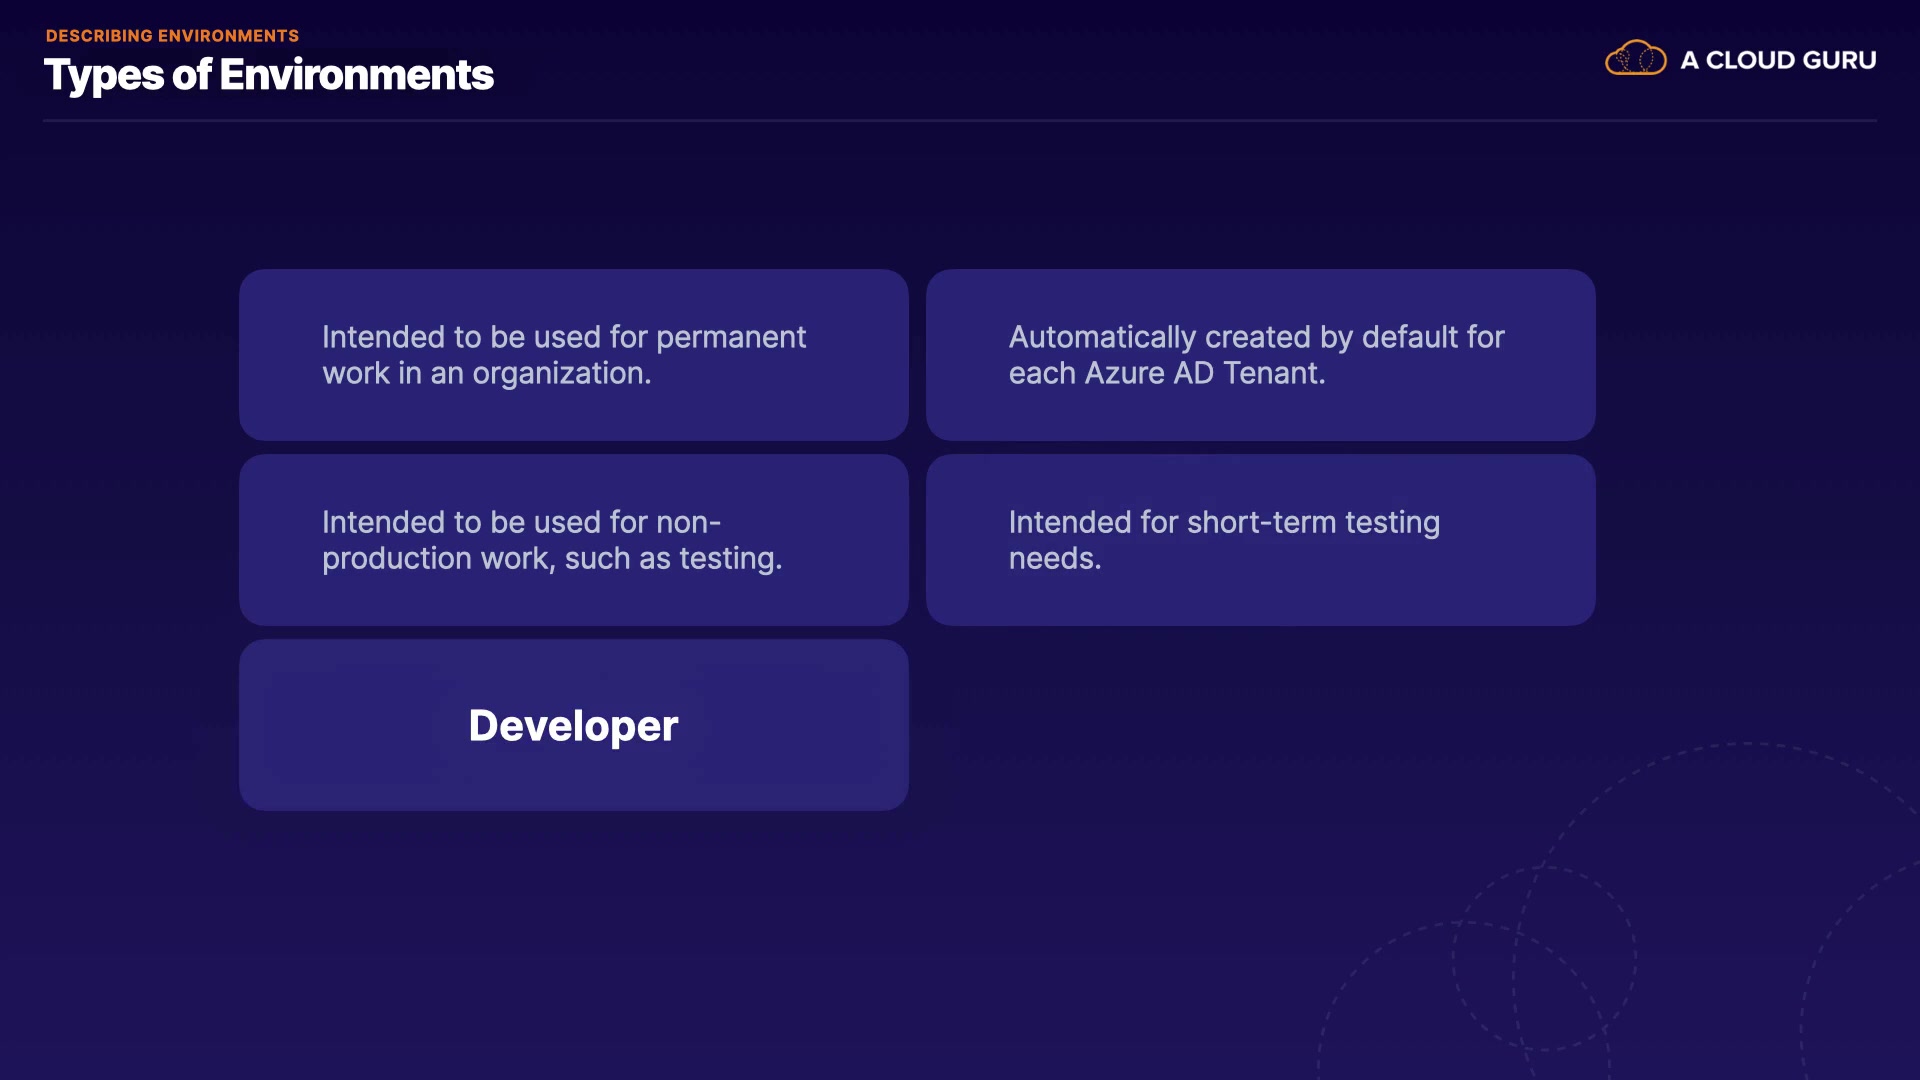 DESCRIBING ENVIRONMENTS
Types of Environments
A CLOUD GURU
Intended to be used for permanent
work in an organization.
Automatically created by default for
each Azure AD Tenant.
Intended to be used for non-
production work, such as testing.
Intended for short-term testing
needs.
Developer